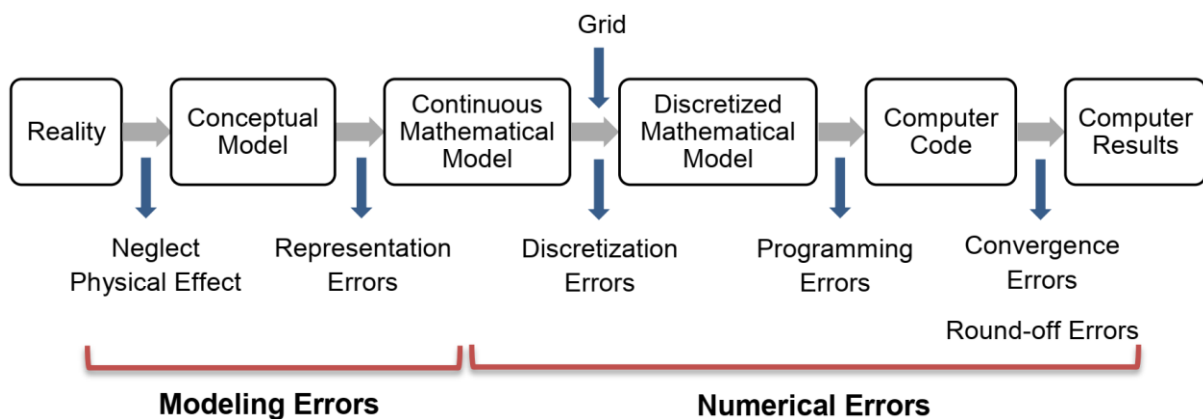 Grid
Reality
Conceptual
Model
Continuous
Mathematical
Model
Discretized
Mathematical
Model
Computer
Code
Computer
Results
Neglect
Physical Effect
Representation
Errors
Discretization
Errors
Programming
Errors
Convergence
Errors
Round-off Errors
Modeling Errors
Numerical Errors